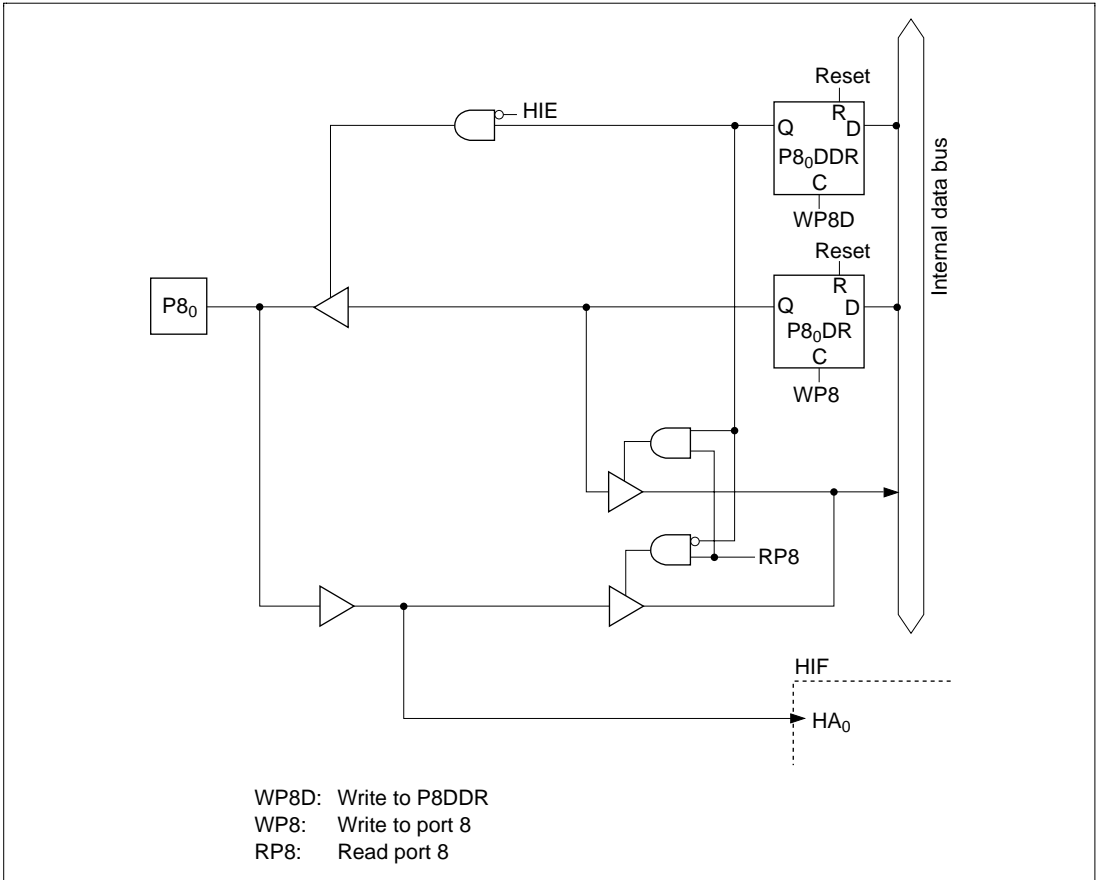 Reset
HIE
R
Q
D
P8₀DDR
C
WP8D
Internal data bus
Reset
R
Q
D
P8₀
P8₀DR
C
WP8
RP8
HIF
HA₀
WP8D: Write to P8DDR
WP8: Write to port 8
RP8: Read port 8